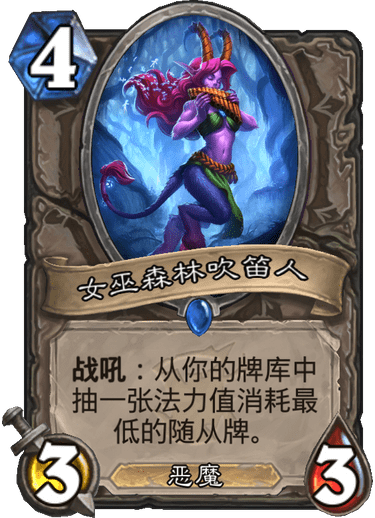 4
女巫森林吹笛人
战吼：从你的牌库中
抽一张法力值消耗最
低的随从牌。
3
恶魔
3